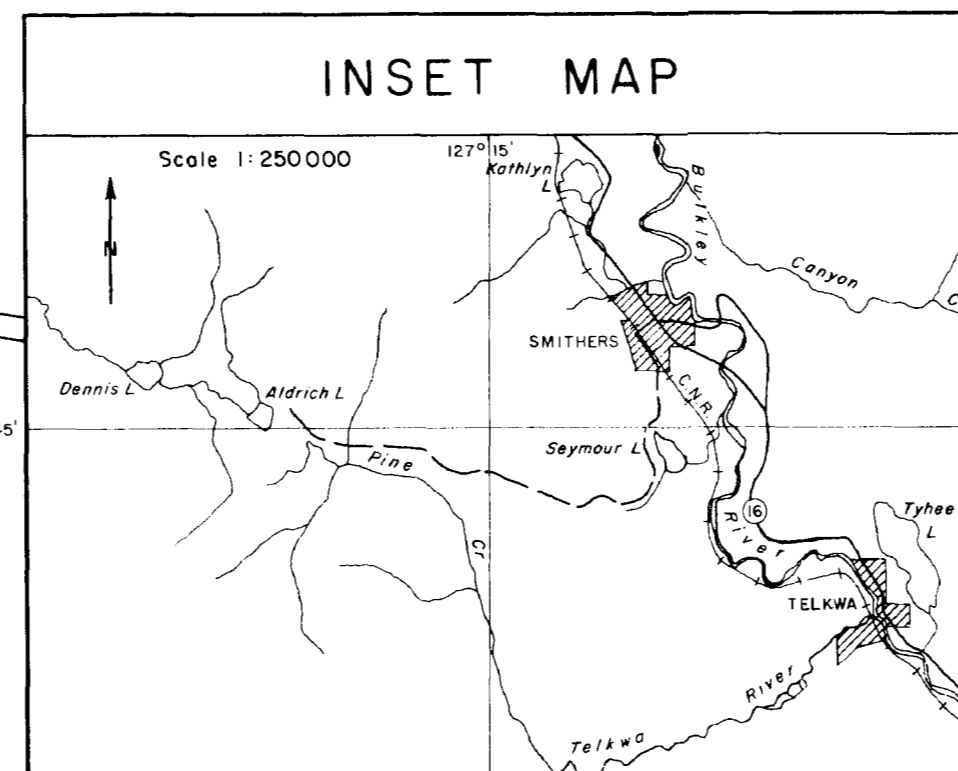 INSET MAP
Scale 1:250000
127° 15'
Kathlyn
L
N
Bulkley
Canyon
C
SMITHERS
Dennis L
Aldrich L
C.N.R.
5'
Seymour L
Pine
Cr
16
River
Tyhee
L
TELKWA
River
Telkwa